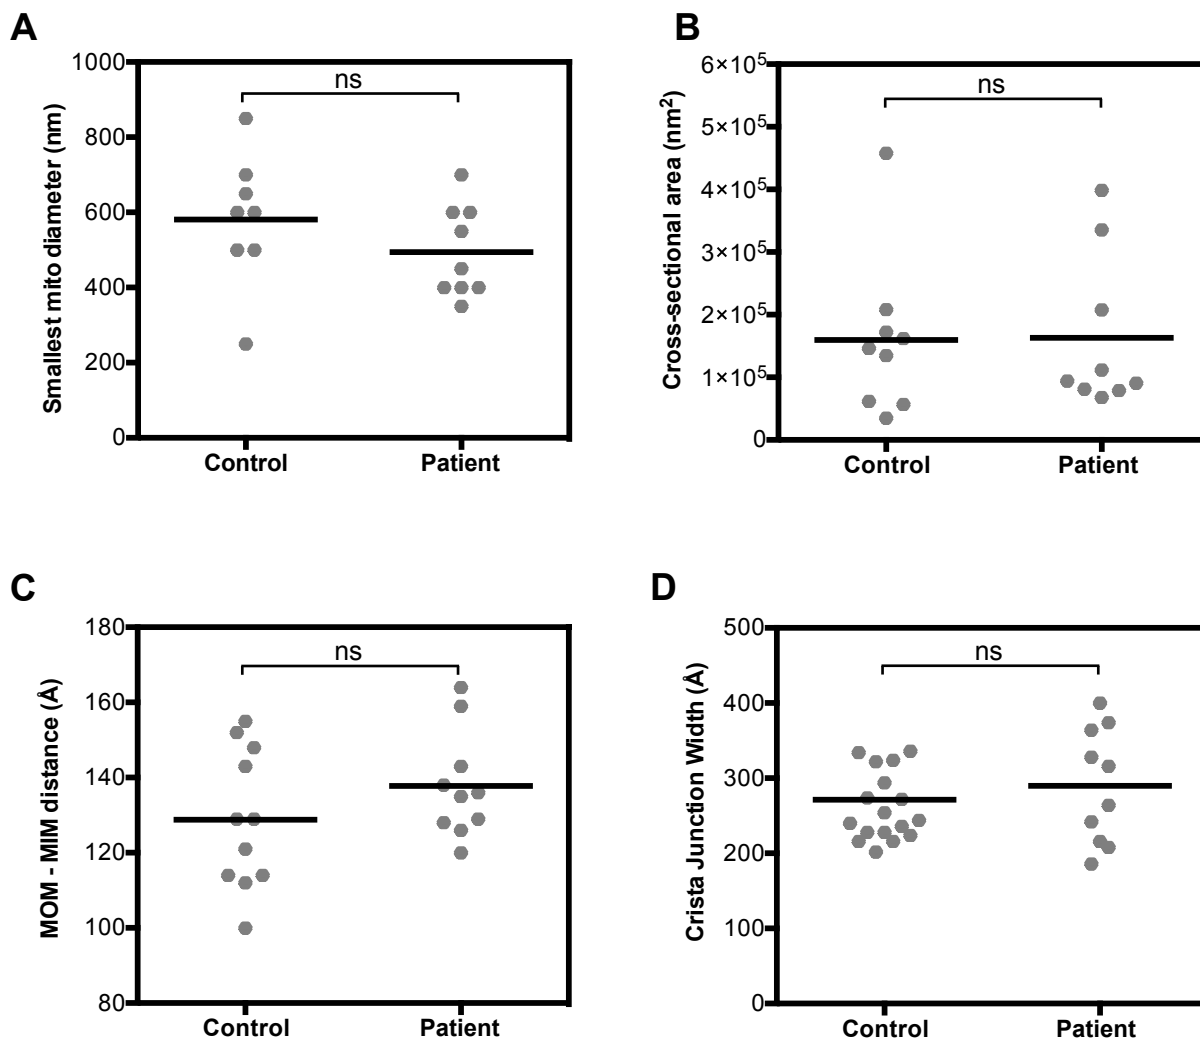 A
Smallest mito diameter (nm)
1000
800
600
400
200
0
ns
Control Patient
B
Cross-sectional area (nm²)
6×10⁵
5×10⁵
4×10⁵
3×10⁵
2×10⁵
1×10⁵
0
ns
Control Patient
C
MOM - MIM distance (Å)
180
160
140
120
100
80
ns
Control Patient
D
Crista Junction Width (Å)
500
400
300
200
100
0
ns
Control Patient